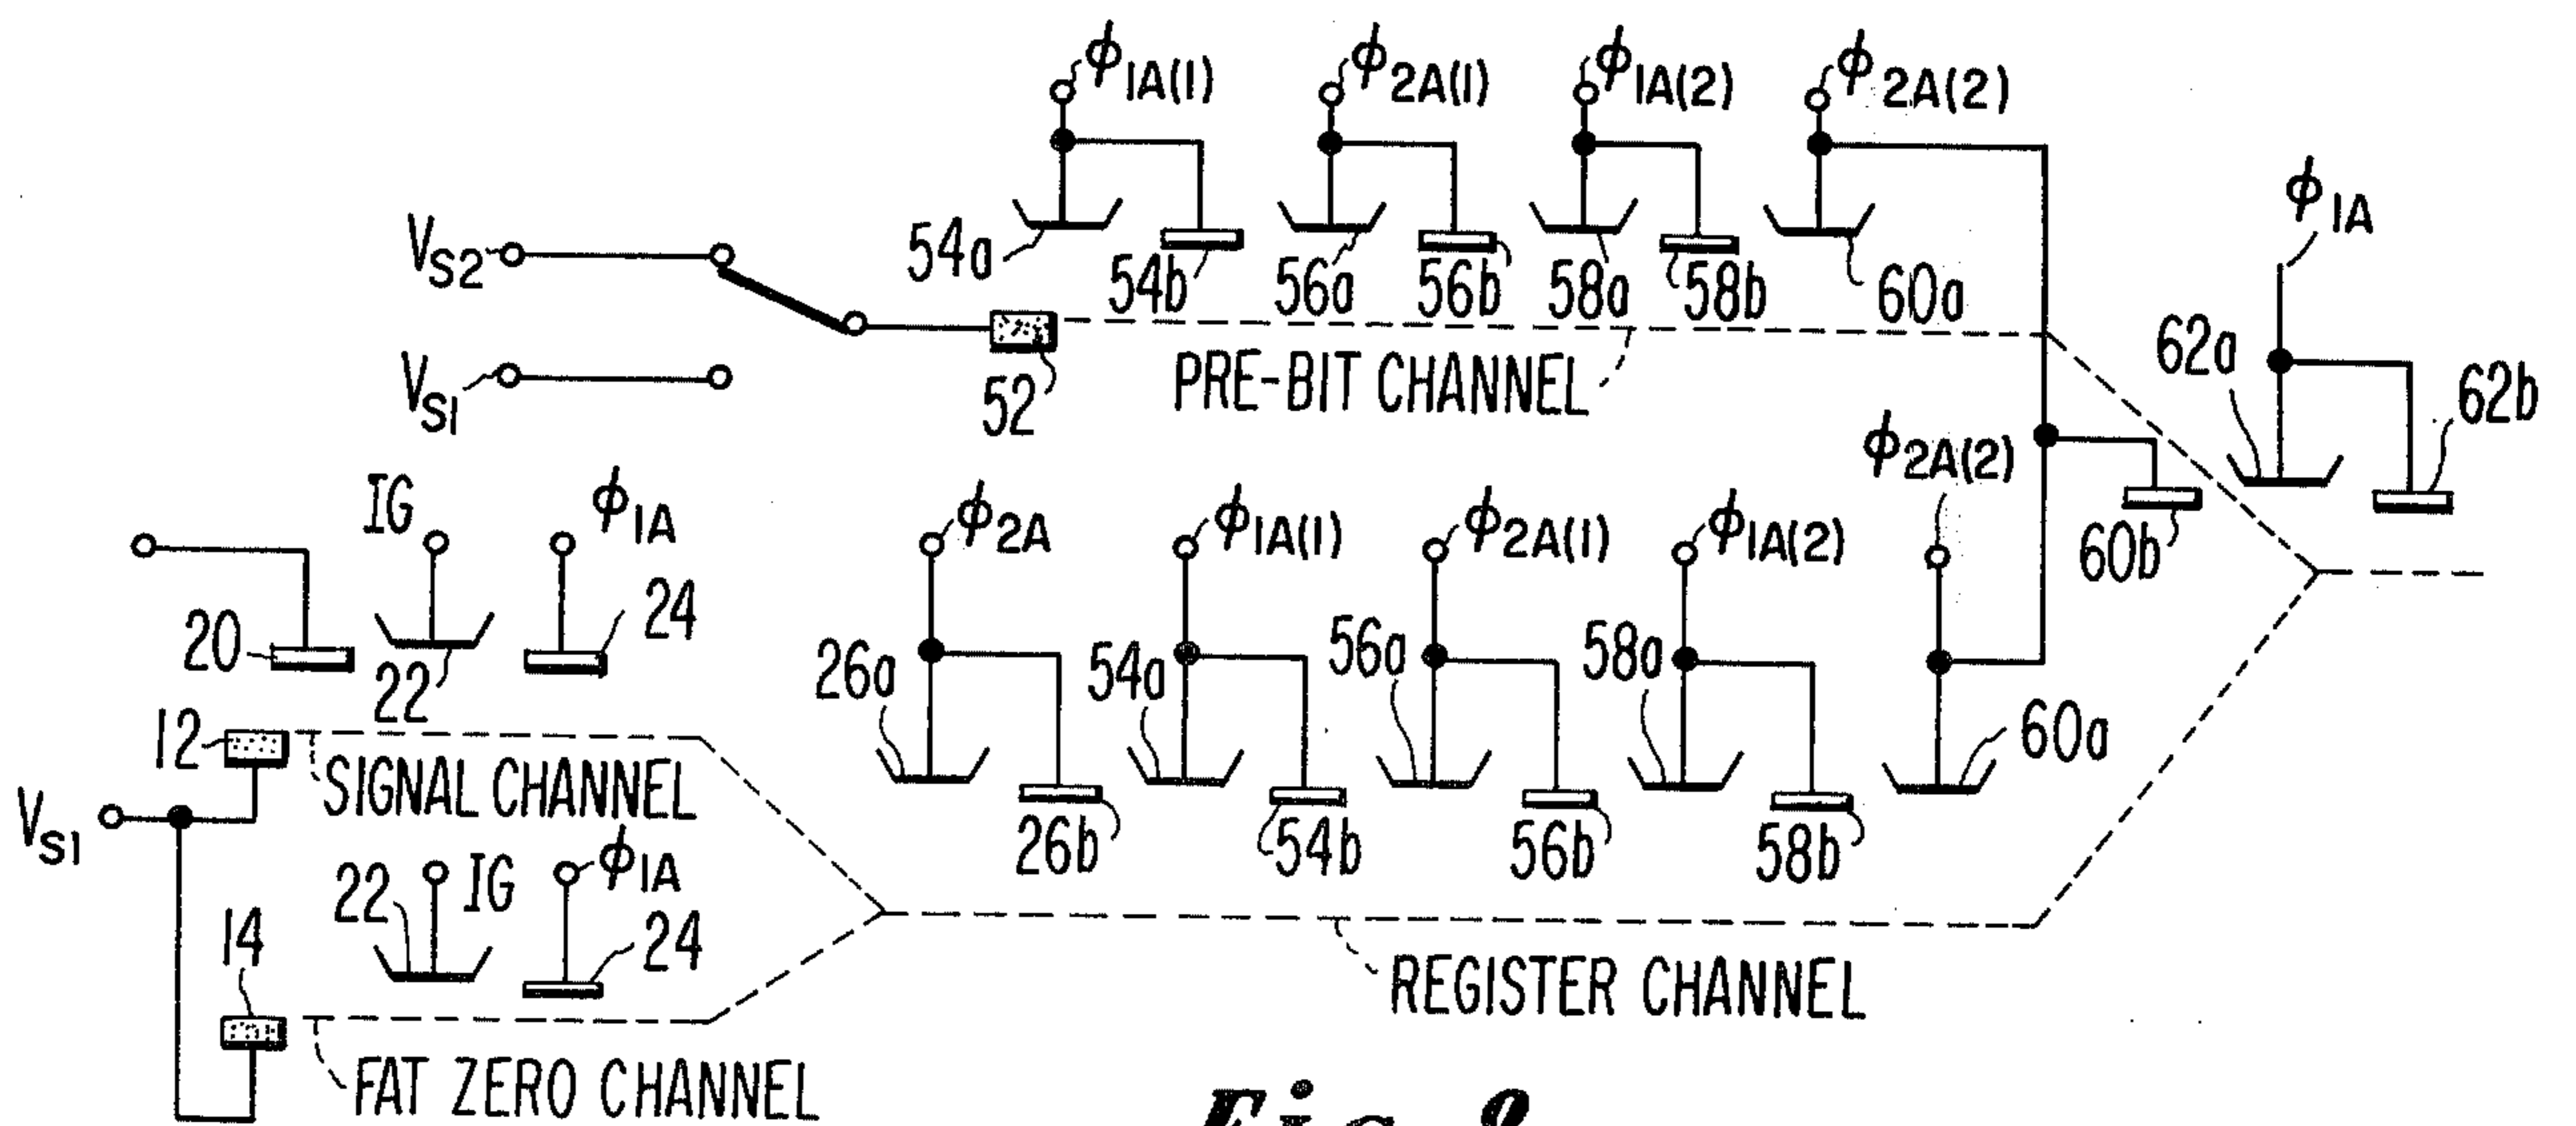 ϕ1A(1) ϕ2A(1) ϕ1A(2) ϕ2A(2)
ϕ1A
54a 54b 56a 56b 58a 58b 60a
VS2
VS1
52
PRE-BIT CHANNEL
62a 62b
ϕ2A(2)
60b
IG ϕ1A
20 22 24
ϕ2A ϕ1A(1) ϕ2A(1) ϕ1A(2)
26a 54a 56a 58a 60a
12
SIGNAL CHANNEL
VS1
26b 54b 56b 58b
22 IG ϕ1A
24
14
REGISTER CHANNEL
FAT ZERO CHANNEL